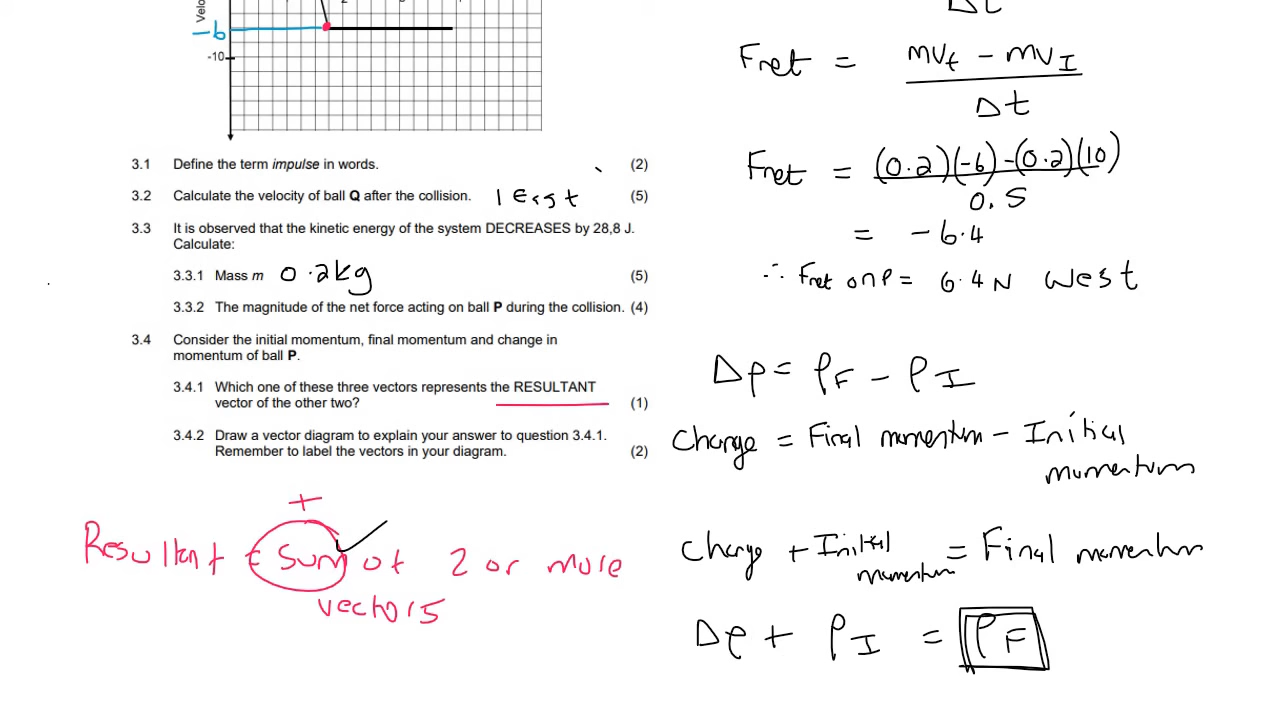 Velo
2
-6
-10
3.1 Define the term impulse in words. (2)
3.2 Calculate the velocity of ball Q after the collision. 1 East (5)
3.3 It is observed that the kinetic energy of the system DECREASES by 28,8 J.
Calculate:
3.3.1 Mass m 0.2kg (5)
3.3.2 The magnitude of the net force acting on ball P during the collision. (4)
3.4 Consider the initial momentum, final momentum and change in
momentum of ball P.
3.4.1 Which one of these three vectors represents the RESULTANT
vector of the other two? (1)
3.4.2 Draw a vector diagram to explain your answer to question 3.4.1.
Remember to label the vectors in your diagram. (2)
+
Resultant = Sum of 2 or more
vectors
Δt
Fnet = mVf - mVI
Δt
Fnet = (0.2)(-6) - (0.2)(10)
0.5
= -6.4
∴ Fnet on P = 6.4 N West
Δp = PF - PI
Change = Final momentum - Initial
momentum
Change + Initial momentum = Final momentum
Δp + PI = PF